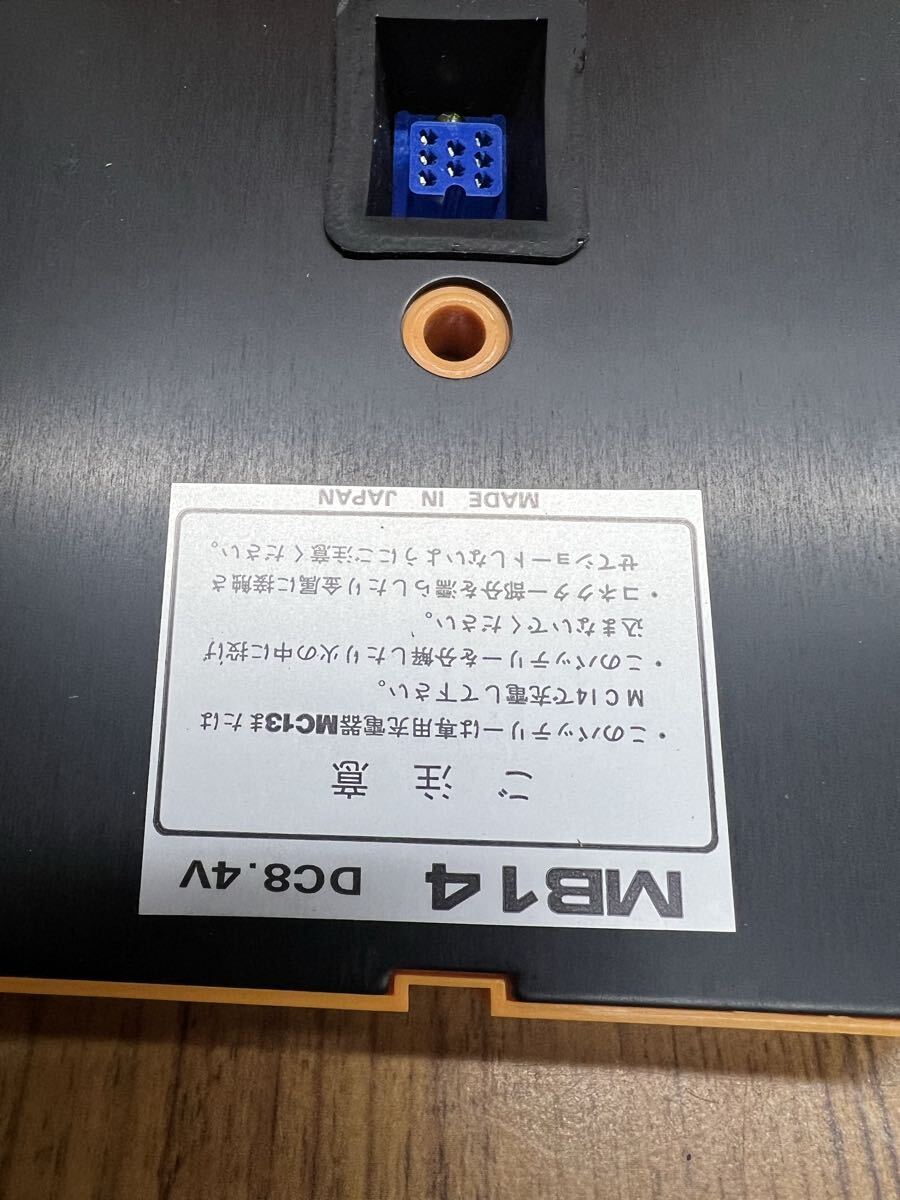 MB14 DC8.4V
ご注意
・このバッテリーは専用充電器MC13または
MC14で充電して下さい。
・このバッテリーを分解したり火の中に投げ
込まないでください。
・コネクター部分を濡らしたり金属に接触さ
せてショートしないようにご注意ください。
MADE IN JAPAN